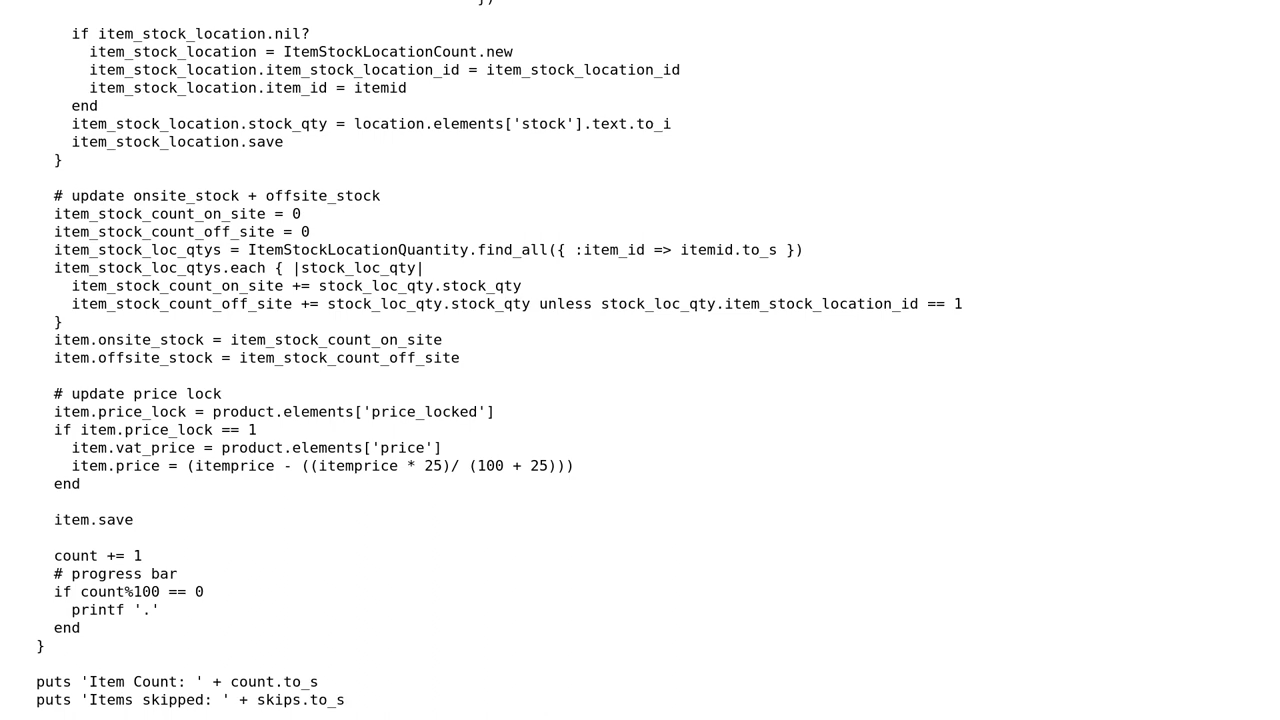 })
if item_stock_location.nil?
item_stock_location = ItemStockLocationCount.new
item_stock_location.item_stock_location_id = item_stock_location_id
item_stock_location.item_id = itemid
end
item_stock_location.stock_qty = location.elements['stock'].text.to_i
item_stock_location.save
}
# update onsite_stock + offsite_stock
item_stock_count_on_site = 0
item_stock_count_off_site = 0
item_stock_loc_qtys = ItemStockLocationQuantity.find_all({ :item_id => itemid.to_s })
item_stock_loc_qtys.each { |stock_loc_qty|
item_stock_count_on_site += stock_loc_qty.stock_qty
item_stock_count_off_site += stock_loc_qty.stock_qty unless stock_loc_qty.item_stock_location_id == 1
}
item.onsite_stock = item_stock_count_on_site
item.offsite_stock = item_stock_count_off_site
# update price lock
item.price_lock = product.elements['price_locked']
if item.price_lock == 1
item.vat_price = product.elements['price']
item.price = (itemprice - ((itemprice * 25)/ (100 + 25)))
end
item.save
count += 1
# progress bar
if count%100 == 0
printf '.'
end
}
puts 'Item Count: ' + count.to_s
puts 'Items skipped: ' + skips.to_s